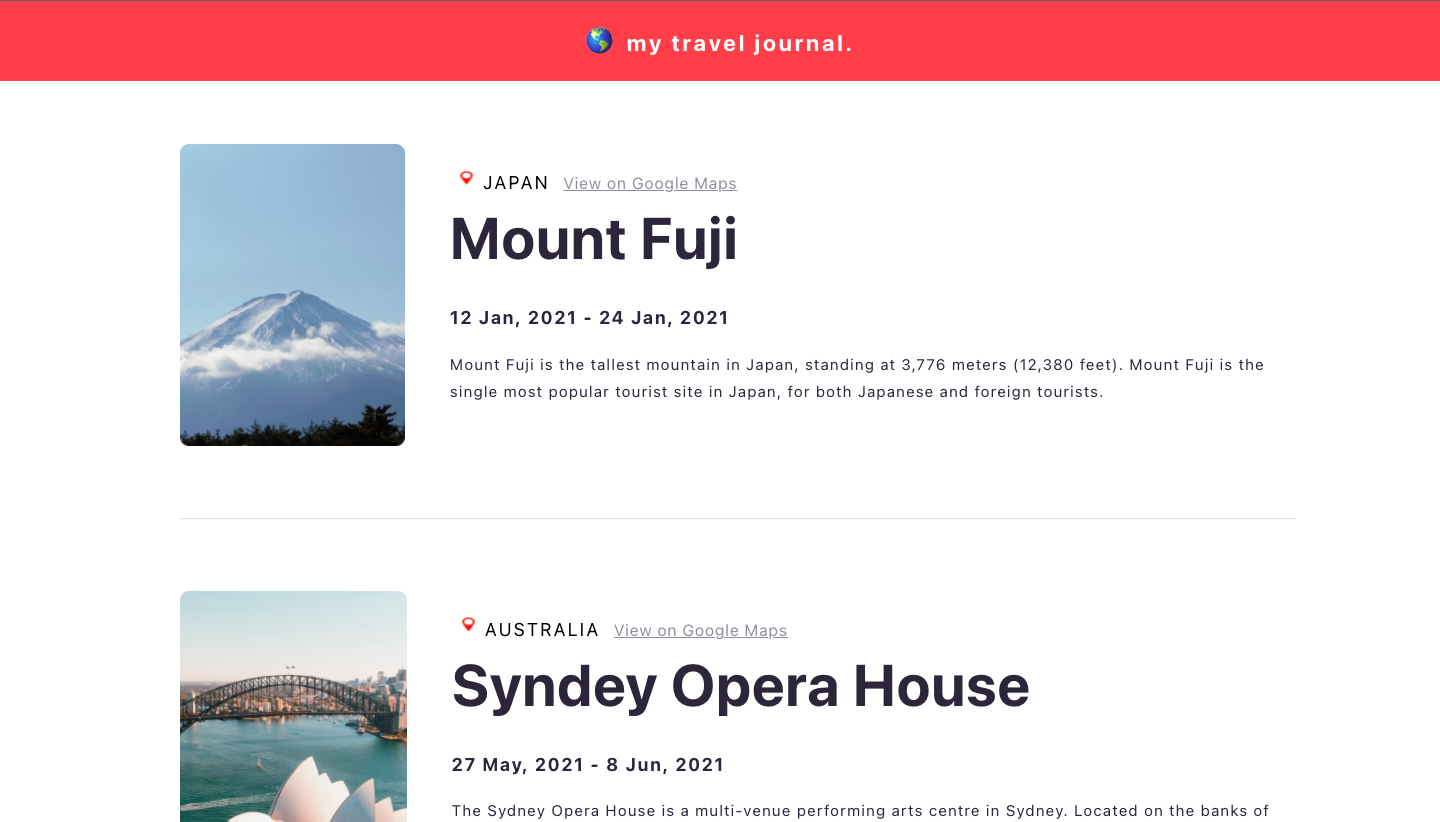 my travel journal.
JAPAN View on Google Maps
Mount Fuji
12 Jan, 2021 - 24 Jan, 2021
Mount Fuji is the tallest mountain in Japan, standing at 3,776 meters (12,380 feet). Mount Fuji is the
single most popular tourist site in Japan, for both Japanese and foreign tourists.
AUSTRALIA View on Google Maps
Syndey Opera House
27 May, 2021 - 8 Jun, 2021
The Sydney Opera House is a multi-venue performing arts centre in Sydney. Located on the banks of